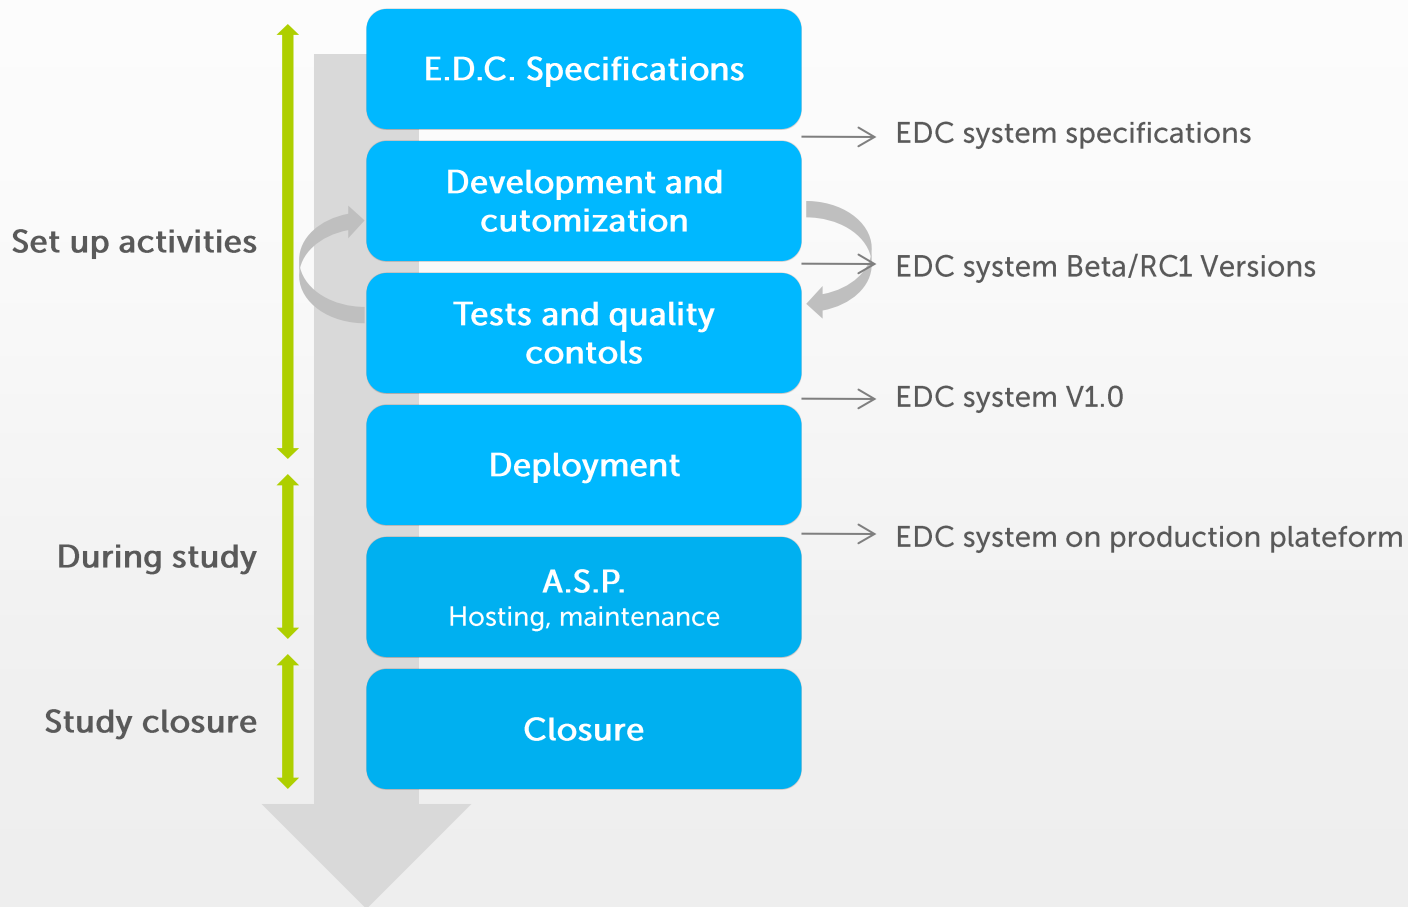 E.D.C. Specifications
EDC system specifications
Development and
cutomization
Set up activities
EDC system Beta/RC1 Versions
Tests and quality
contols
EDC system V1.0
Deployment
EDC system on production plateform
During study
A.S.P.
Hosting, maintenance
Study closure
Closure